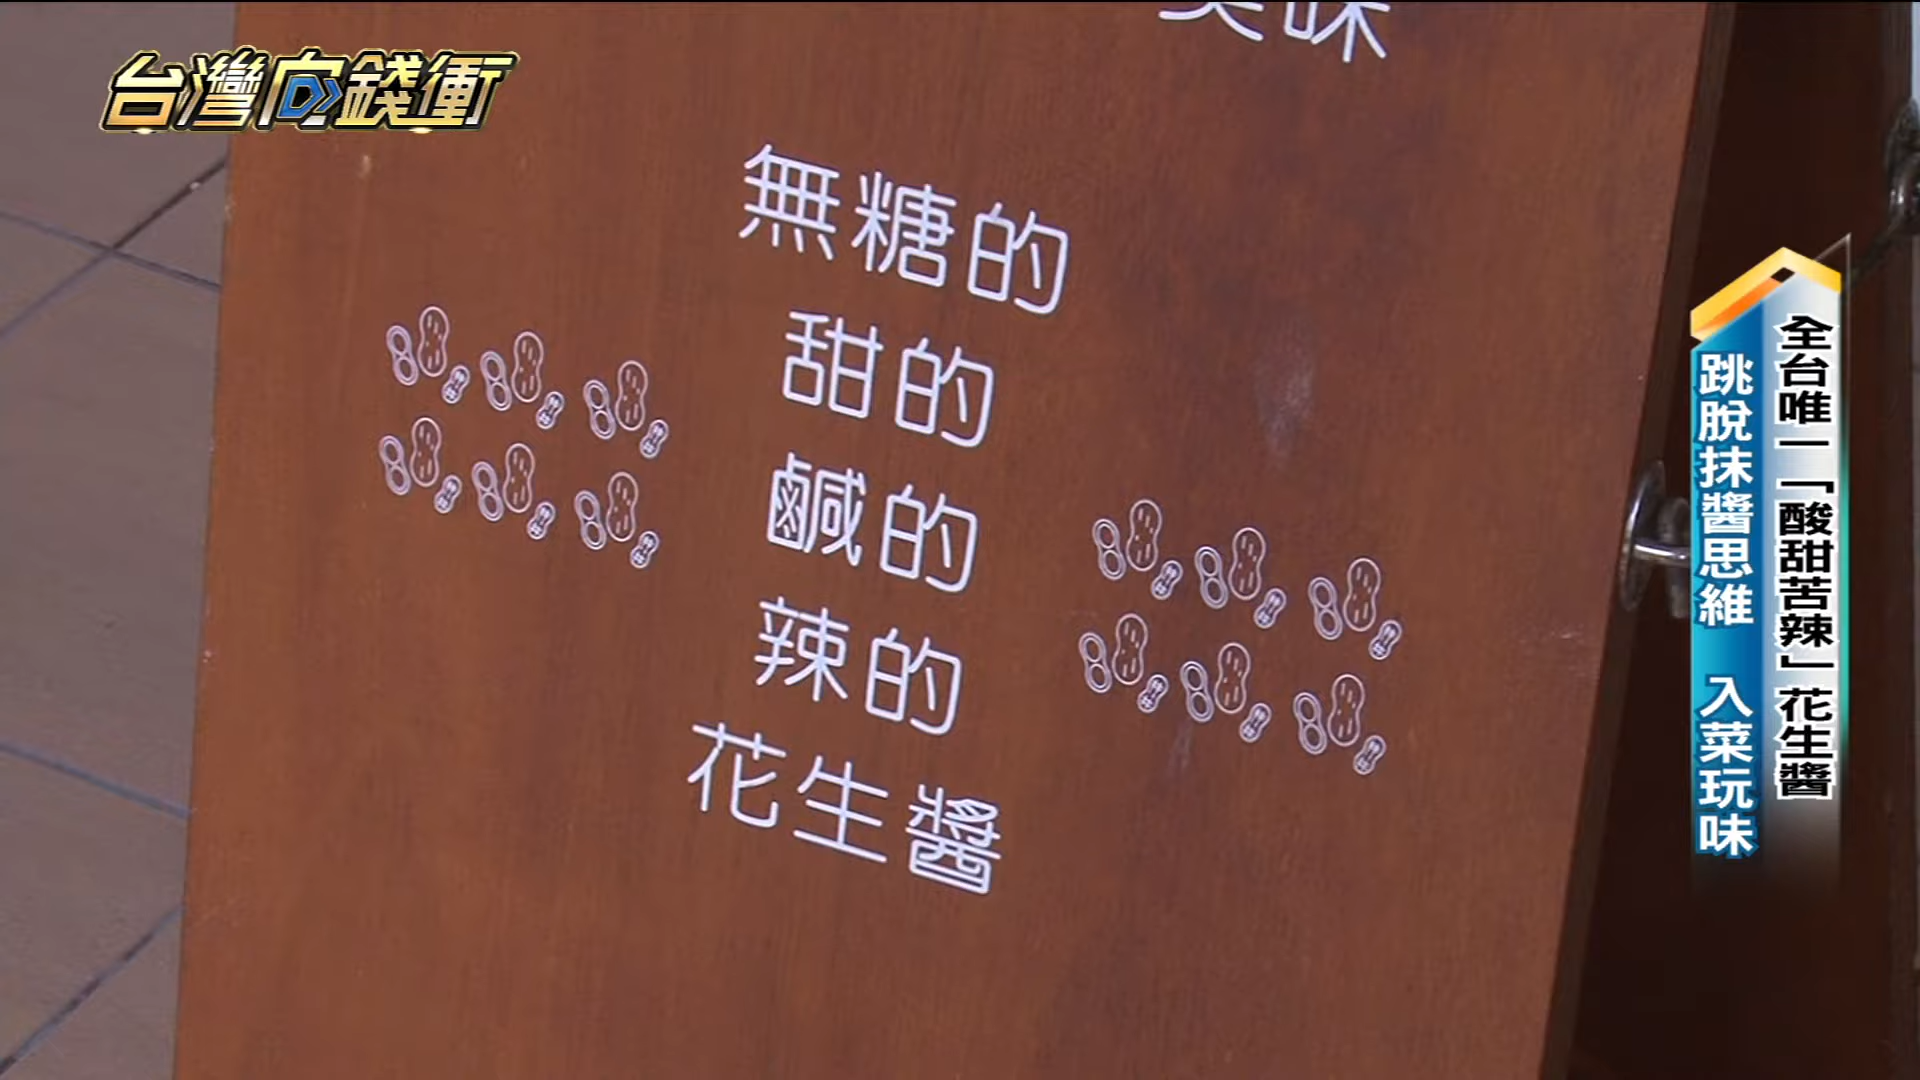 台灣向錢衝
美味
無糖的
甜的
鹹的
辣的
花生醬
全台唯一「酸甜苦辣」花生醬
跳脫抹醬思維 入菜玩味